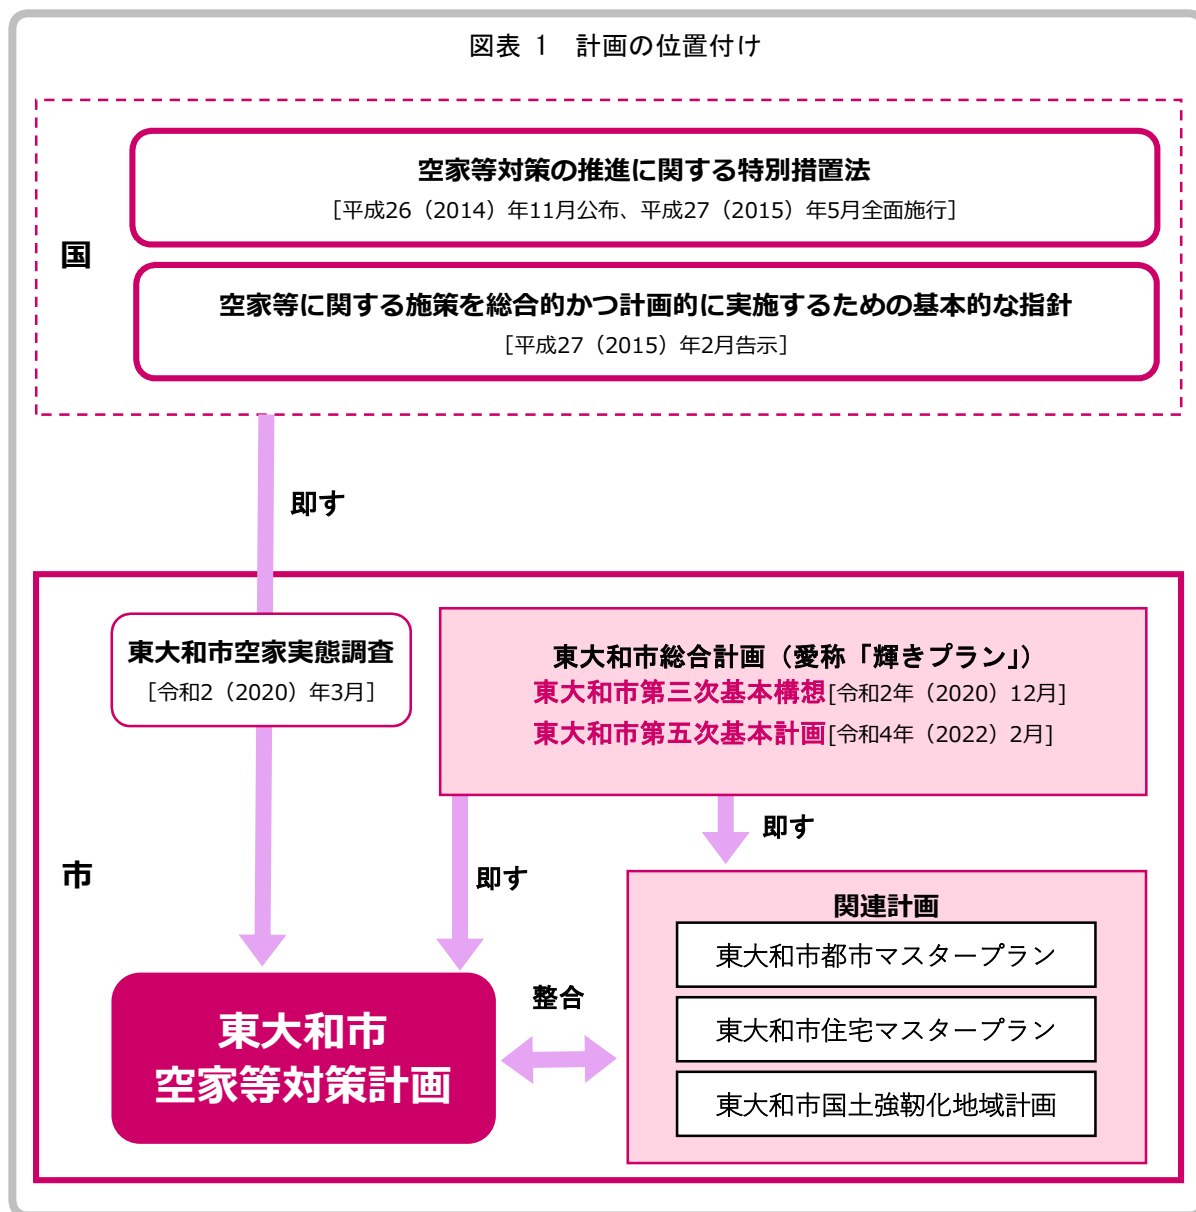 図表 1　計画の位置付け
国
空家等対策の推進に関する特別措置法
［平成26（2014）年11月公布、平成27（2015）年5月全面施行］
空家等に関する施策を総合的かつ計画的に実施するための基本的な指針
［平成27（2015）年2月告示］
即す
市
東大和市空家実態調査
［令和2（2020）年3月］
東大和市総合計画（愛称「輝きプラン」）
東大和市第三次基本構想[令和2年（2020）12月]
東大和市第五次基本計画[令和4年（2022）2月]
即す
即す
関連計画
東大和市都市マスタープラン
東大和市住宅マスタープラン
東大和市国土強靱化地域計画
整合
東大和市
空家等対策計画